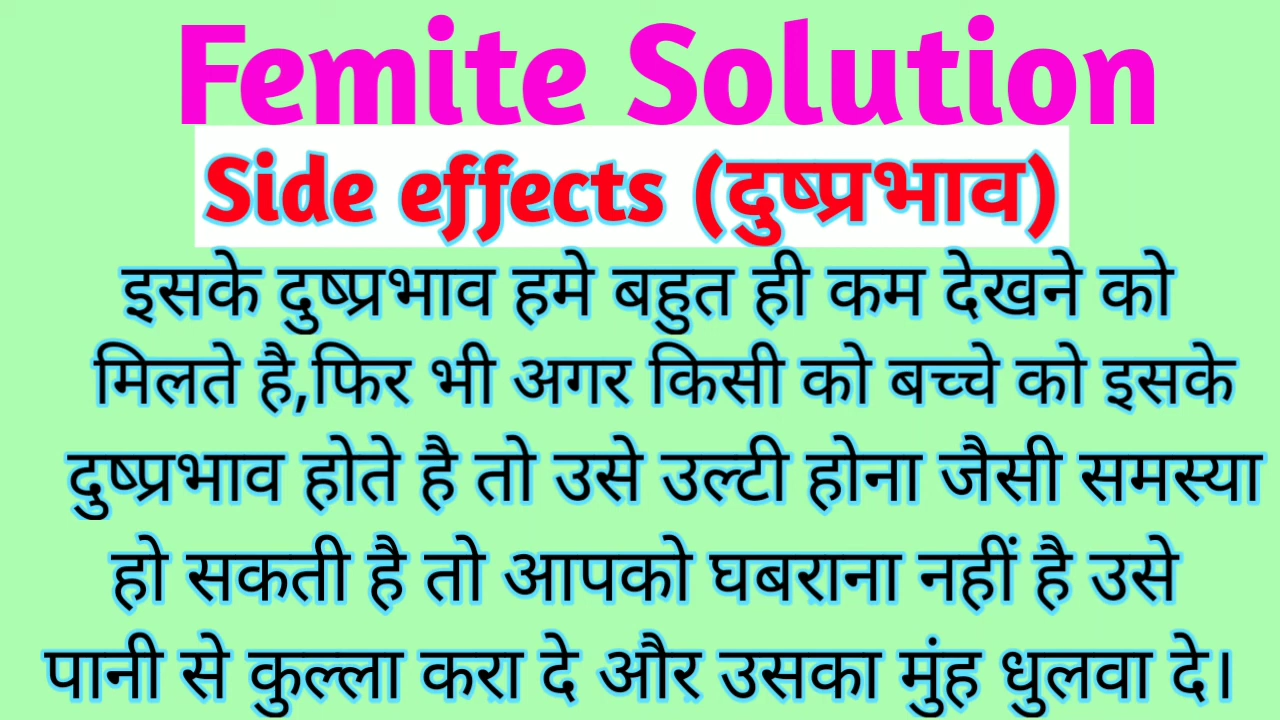 Femite Solution
Side effects (दुष्प्रभाव)
इसके दुष्प्रभाव हमे बहुत ही कम देखने को
मिलते है,फिर भी अगर किसी को बच्चे को इसके
दुष्प्रभाव होते है तो उसे उल्टी होना जैसी समस्या
हो सकती है तो आपको घबराना नहीं है उसे
पानी से कुल्ला करा दे और उसका मुंह धुलवा दे।